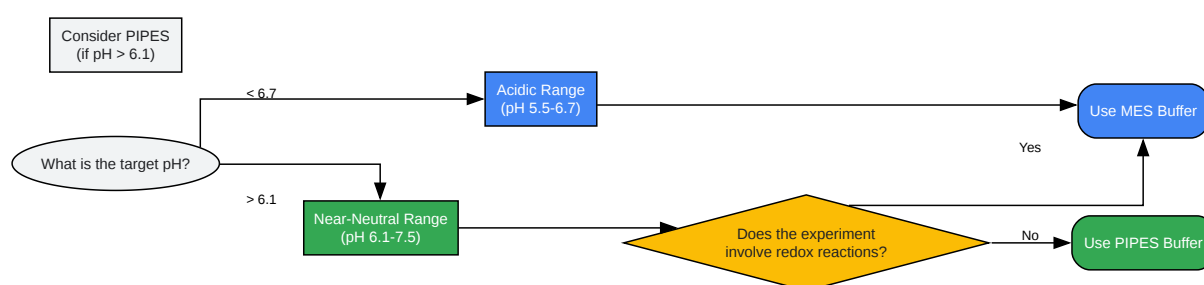 Consider PIPES
(if pH > 6.1)
< 6.7
Acidic Range
(pH 5.5-6.7)
Use MES Buffer
What is the target pH?
Yes
> 6.1
Near-Neutral Range
(pH 6.1-7.5)
Does the experiment
involve redox reactions?
No
Use PIPES Buffer